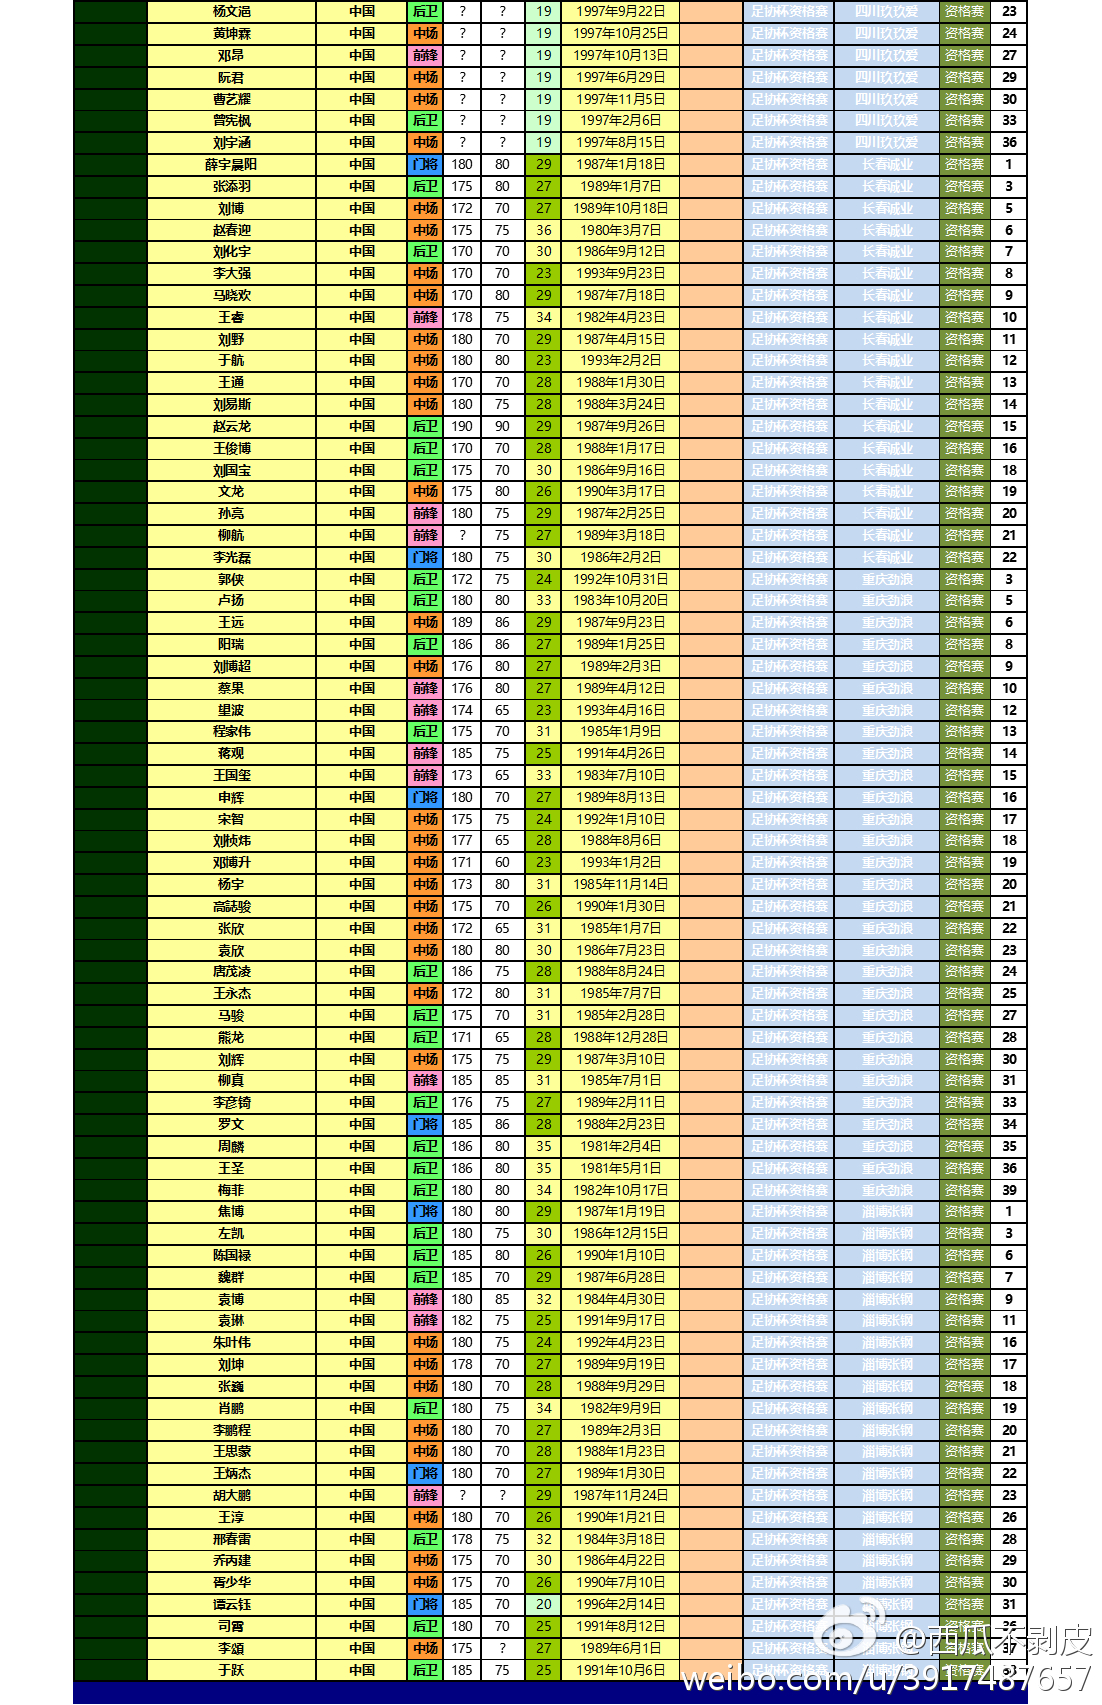 杨文浥 中国 后卫 ? ? 19 1997年9月22日 足协杯资格赛 四川玖玖爱 资格赛 23
黄坤霖 中国 中场 ? ? 19 1997年10月25日 足协杯资格赛 四川玖玖爱 资格赛 24
邓昂 中国 前锋 ? ? 19 1997年10月13日 足协杯资格赛 四川玖玖爱 资格赛 27
阮君 中国 中场 ? ? 19 1997年6月29日 足协杯资格赛 四川玖玖爱 资格赛 29
曹艺耀 中国 中场 ? ? 19 1997年11月5日 足协杯资格赛 四川玖玖爱 资格赛 30
曾宪枫 中国 后卫 ? ? 19 1997年2月6日 足协杯资格赛 四川玖玖爱 资格赛 33
刘宇涵 中国 中场 ? ? 19 1997年8月15日 足协杯资格赛 四川玖玖爱 资格赛 36
薛宇晨阳 中国 门将 180 80 29 1987年1月18日 足协杯资格赛 长春诚业 资格赛 1
张添羽 中国 后卫 175 80 27 1989年1月7日 足协杯资格赛 长春诚业 资格赛 3
刘博 中国 中场 172 70 27 1989年10月18日 足协杯资格赛 长春诚业 资格赛 5
赵春迎 中国 中场 175 75 36 1980年3月7日 足协杯资格赛 长春诚业 资格赛 6
刘化宇 中国 后卫 170 70 30 1986年9月12日 足协杯资格赛 长春诚业 资格赛 7
李大强 中国 中场 170 70 23 1993年9月23日 足协杯资格赛 长春诚业 资格赛 8
马晓欢 中国 中场 170 80 29 1987年7月18日 足协杯资格赛 长春诚业 资格赛 9
王睿 中国 前锋 178 75 34 1982年4月23日 足协杯资格赛 长春诚业 资格赛 10
刘野 中国 中场 180 70 29 1987年4月15日 足协杯资格赛 长春诚业 资格赛 11
于航 中国 中场 180 80 23 1993年2月2日 足协杯资格赛 长春诚业 资格赛 12
王通 中国 中场 170 70 28 1988年1月30日 足协杯资格赛 长春诚业 资格赛 13
刘易斯 中国 中场 180 75 28 1988年3月24日 足协杯资格赛 长春诚业 资格赛 14
赵云龙 中国 后卫 190 90 29 1987年9月26日 足协杯资格赛 长春诚业 资格赛 15
王俊博 中国 后卫 170 70 28 1988年1月17日 足协杯资格赛 长春诚业 资格赛 16
刘国宝 中国 后卫 175 70 30 1986年9月16日 足协杯资格赛 长春诚业 资格赛 18
文龙 中国 中场 175 80 26 1990年3月17日 足协杯资格赛 长春诚业 资格赛 19
孙亮 中国 前锋 180 75 29 1987年2月25日 足协杯资格赛 长春诚业 资格赛 20
柳航 中国 前锋 ? 75 27 1989年3月18日 足协杯资格赛 长春诚业 资格赛 21
李光磊 中国 门将 180 75 30 1986年2月2日 足协杯资格赛 长春诚业 资格赛 22
郭侠 中国 后卫 172 75 24 1992年10月31日 足协杯资格赛 重庆劲浪 资格赛 3
卢扬 中国 后卫 180 80 33 1983年10月20日 足协杯资格赛 重庆劲浪 资格赛 5
王远 中国 中场 189 86 29 1987年9月23日 足协杯资格赛 重庆劲浪 资格赛 6
阳瑞 中国 后卫 186 86 27 1989年1月25日 足协杯资格赛 重庆劲浪 资格赛 8
刘博超 中国 中场 176 80 27 1989年2月3日 足协杯资格赛 重庆劲浪 资格赛 9
蔡果 中国 前锋 176 80 27 1989年4月12日 足协杯资格赛 重庆劲浪 资格赛 10
望波 中国 前锋 174 65 23 1993年4月16日 足协杯资格赛 重庆劲浪 资格赛 12
程家伟 中国 后卫 175 70 31 1985年1月9日 足协杯资格赛 重庆劲浪 资格赛 13
蒋观 中国 前锋 185 75 25 1991年4月26日 足协杯资格赛 重庆劲浪 资格赛 14
王国玺 中国 前锋 173 65 33 1983年7月10日 足协杯资格赛 重庆劲浪 资格赛 15
申辉 中国 门将 180 70 27 1989年8月13日 足协杯资格赛 重庆劲浪 资格赛 16
宋智 中国 中场 175 75 24 1992年1月10日 足协杯资格赛 重庆劲浪 资格赛 17
刘桢炜 中国 中场 177 65 28 1988年8月6日 足协杯资格赛 重庆劲浪 资格赛 18
邓博升 中国 中场 171 60 23 1993年1月2日 足协杯资格赛 重庆劲浪 资格赛 19
杨宇 中国 中场 173 80 31 1985年11月14日 足协杯资格赛 重庆劲浪 资格赛 20
高誌骏 中国 中场 175 70 26 1990年1月30日 足协杯资格赛 重庆劲浪 资格赛 21
张欣 中国 中场 172 65 31 1985年1月7日 足协杯资格赛 重庆劲浪 资格赛 22
袁欣 中国 中场 180 80 30 1986年7月23日 足协杯资格赛 重庆劲浪 资格赛 23
唐茂凌 中国 后卫 186 75 28 1988年8月24日 足协杯资格赛 重庆劲浪 资格赛 24
王永杰 中国 中场 172 80 31 1985年7月7日 足协杯资格赛 重庆劲浪 资格赛 25
马骏 中国 后卫 175 70 31 1985年2月28日 足协杯资格赛 重庆劲浪 资格赛 27
熊龙 中国 后卫 171 65 28 1988年12月28日 足协杯资格赛 重庆劲浪 资格赛 28
刘辉 中国 中场 175 75 29 1987年3月10日 足协杯资格赛 重庆劲浪 资格赛 30
柳真 中国 前锋 185 85 31 1985年7月1日 足协杯资格赛 重庆劲浪 资格赛 31
李彦锜 中国 后卫 176 75 27 1989年2月11日 足协杯资格赛 重庆劲浪 资格赛 33
罗文 中国 门将 185 86 28 1988年2月23日 足协杯资格赛 重庆劲浪 资格赛 34
周麟 中国 后卫 186 80 35 1981年2月4日 足协杯资格赛 重庆劲浪 资格赛 35
王圣 中国 后卫 186 80 35 1981年5月1日 足协杯资格赛 重庆劲浪 资格赛 36
梅菲 中国 后卫 180 80 34 1982年10月17日 足协杯资格赛 重庆劲浪 资格赛 39
焦博 中国 门将 180 80 29 1987年1月19日 足协杯资格赛 淄博张钢 资格赛 1
左凯 中国 后卫 180 75 30 1986年12月15日 足协杯资格赛 淄博张钢 资格赛 3
陈国禄 中国 后卫 185 80 26 1990年1月10日 足协杯资格赛 淄博张钢 资格赛 6
魏群 中国 后卫 185 70 29 1987年6月28日 足协杯资格赛 淄博张钢 资格赛 7
袁博 中国 前锋 180 85 32 1984年4月30日 足协杯资格赛 淄博张钢 资格赛 9
袁琳 中国 前锋 182 75 25 1991年9月17日 足协杯资格赛 淄博张钢 资格赛 11
朱叶伟 中国 中场 180 75 24 1992年4月23日 足协杯资格赛 淄博张钢 资格赛 16
刘坤 中国 中场 178 70 27 1989年9月19日 足协杯资格赛 淄博张钢 资格赛 17
张巍 中国 中场 180 70 28 1988年9月29日 足协杯资格赛 淄博张钢 资格赛 18
肖鹏 中国 后卫 180 75 34 1982年9月9日 足协杯资格赛 淄博张钢 资格赛 19
李鹏程 中国 中场 180 70 27 1989年2月3日 足协杯资格赛 淄博张钢 资格赛 20
王思蒙 中国 中场 180 70 28 1988年1月23日 足协杯资格赛 淄博张钢 资格赛 21
王炳杰 中国 门将 180 70 27 1989年1月30日 足协杯资格赛 淄博张钢 资格赛 22
胡大鹏 中国 前锋 ? ? 29 1987年11月24日 足协杯资格赛 淄博张钢 资格赛 23
王淳 中国 中场 180 70 26 1990年1月21日 足协杯资格赛 淄博张钢 资格赛 26
邢春雷 中国 后卫 178 75 32 1984年3月18日 足协杯资格赛 淄博张钢 资格赛 28
乔丙建 中国 中场 175 70 30 1986年4月22日 足协杯资格赛 淄博张钢 资格赛 29
胥少华 中国 中场 175 70 26 1990年7月10日 足协杯资格赛 淄博张钢 资格赛 30
谭云钰 中国 门将 185 70 20 1996年2月14日 足协杯资格赛 淄博张钢 资格赛 31
司霄 中国 后卫 180 70 25 1991年8月12日 足协杯资格赛
李頌 中国 中场 175 ? 27 1989年6月1日 足协杯资格赛
于跃 中国 后卫 185 75 25 1991年10月6日
@西瓜不剥皮
weibo.com/u/3917487657